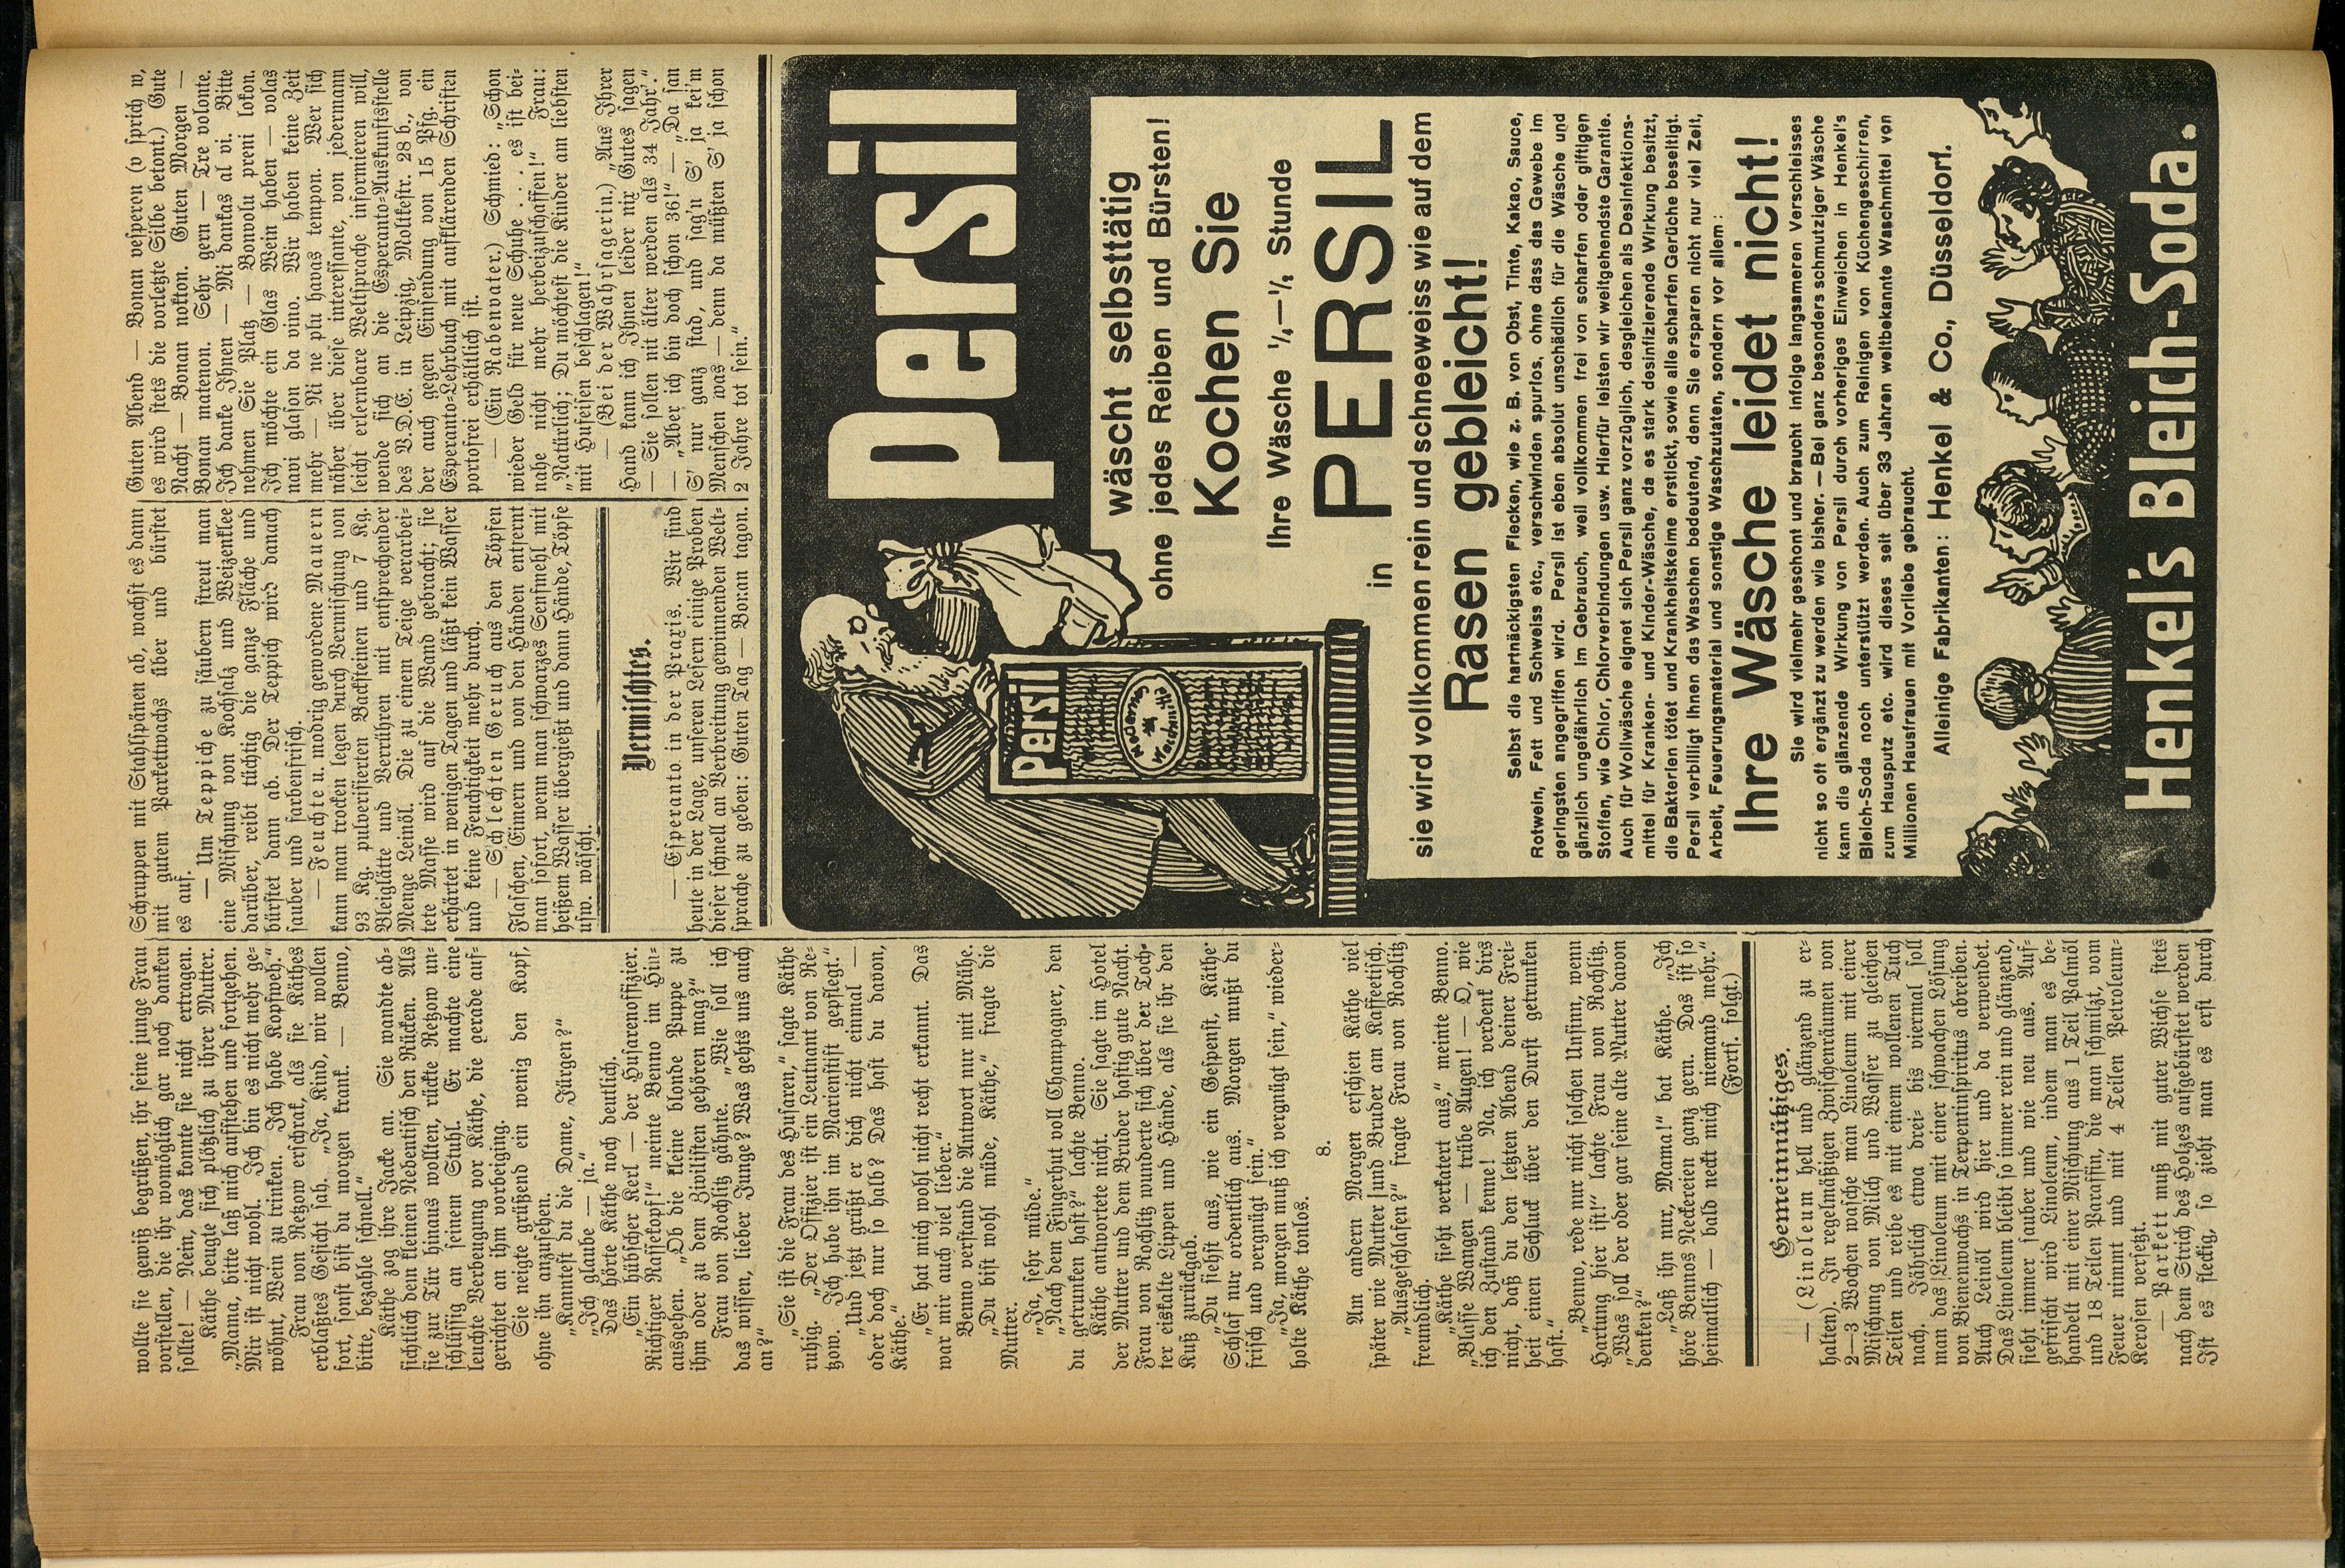 wollte sie gewiß begrüßen, ihr seine junge Frau
vorstellen, die ihr womöglich gar noch danken
sollte! — Nein, das konnte sie nicht ertragen.
Käthe beugte sich plötzlich zu ihrer Mutter.
„Mama, bitte laß mich aufstehen und fortgehen.
Mir ist nicht wohl. Ich bin es nicht mehr ge-
wöhnt, Wein zu trinken. Ich habe Kopfweh.“
Frau von Retzow erschrak, als sie Käthes
erblaßtes Gesicht sah. „Ja, Kind, wir wollen
fort, sonst bist du morgen krank. — Benno,
bitte, bezahle schnell.“
Käthe zog ihre Jacke an. Sie wandte ab-
sichtlich dem kleinen Nebentisch den Rücken. Als
sie zur Tür hinaus wollten, rückte Retzow un-
schlüssig an seinem Stuhl. Er machte eine
leuchte Verbeugung vor Käthe, die gerade auf-
gerichtet an ihm vorbeiging.
Sie neigte grüßend ein wenig den Kopf,
ohne ihn anzusehen.
„Kanntest du die Dame, Jürgen?“
„Ich glaube — ja.“
Das hörte Käthe noch deutlich.
„Ein hübscher Kerl — der Husarenoffizier.
Richtiger Rassekopf!“ meinte Benno im Hin-
ausgehen. „Ob die kleine blonde Puppe zu
ihm oder zu dem Zivilisten gehören mag?“
Frau von Rochlitz gähnte. „Wie soll ich
das wissen, lieber Junge? Was gehts uns auch
an?“
„Sie ist die Frau des Husaren,“ sagte Käthe
ruhig. „Der Offizier ist ein Leutnant von Re-
tzow. Ich habe ihn im Marienstift gepflegt.“
„Und jetzt grüßt er dich nicht einmal —
oder doch nur so halb? Das hast du davon,
Käthe.“
„Er hat mich wohl nicht recht erkannt. Das
war mir auch viel lieber.“
Benno verstand die Antwort nur mit Mühe.
„Du bist wohl müde, Käthe,“ fragte die
Mutter.
„Ja, sehr müde.“
„Nach dem Fingerhut voll Champagner, den
du getrunken hast?“ lachte Benno.
Käthe antwortete nicht. Sie sagte im Hotel
der Mutter und dem Bruder hastig gute Nacht.
Frau von Rochlitz wunderte sich über der Toch-
ter eiskalte Lippen und Hände, als sie ihr den
Kuß zurückgab.
„Du siehst aus, wie ein Gespenst, Käthe
Schlaf nur ordentlich aus. Morgen mußt du
frisch und vergnügt sein.“
„Ja, morgen muß ich vergnügt sein,“ wieder-
holte Käthe tonlos.
8.
Am andern Morgen erschien Käthe viel
später wie Mutter und Bruder am Kaffeetisch.
„Ausgeschlafen?“ fragte Frau von Rochlitz
freundlich.
„Käthe sieht verkatert aus,“ meinte Benno.
„Blasse Wangen — trübe Augen! — O, wie
ich den Zustand kenne! Na, ich verdenk dirs
nicht, daß du den letzten Abend deiner Frei-
heit einen Schluck über den Durst getrunken
hast.“
„Benno, rede nur nicht solchen Unsinn, wenn
Hartung hier ist!“ lachte Frau von Rochlitz.
„Was soll der oder gar seine alte Mutter davon
denken?“
„Laß ihn nur, Mama!“ bat Käthe. „Ich
höre Bennos Neckereien ganz gern. Das ist so
heimatlich — bald neckt mich niemand mehr.“
(Forts. folgt.)
Gemeinnütziges.
— (Linoleum hell und glänzend zu er-
halten). In regelmäßigen Zwischenräumen von
2—3 Wochen wasche man Linoleum mit einer
Mischung von Milch und Wasser zu gleichen
Teilen und reibe es mit einem wollenen Tuch
nach. Jährlich etwa drei- bis viermal soll
man das Linoleum mit einer schwachen Lösung
von Bienenwachs in Terpentinspiritus abreiben.
Auch Leinöl wird hier und da verwendet.
Das Linoleum bleibt so immer rein und glänzend,
sieht immer sauber und wie neu aus. Auf-
gefrischt wird Linoleum, indem man es be-
handelt mit einer Mischung aus 1 Teil Palmöl
und 18 Teilen Paraffin, die man schmilzt, vom
Feuer nimmt und mit 4 Teilen Petroleum-
Kerosen versetzt.
— Parkett muß mit guter Wichse stets
nach dem Strich des Holzes aufgebürstet werden
Ist es fleckig, so zieht man es erst durch
Schruppen mit Stahlspänen ab, wachst es dann
mit gutem Parkettwachs über und bürstet
es auf.
— Um Teppiche zu säubern streut man
eine Mischung von Kochsalz und Weizenklee
darüber, reibt tüchtig die ganze Fläche und
bürstet dann ab. Der Teppich wird danach
sauber und farbenfrisch.
— Feuchte u. modrig gewordene Mauern
kann man trocken legen durch Vermischung von
93 Kg. pulverisierten Backsteinen und 7 Kg.
Bleiglätte und Verrühren mit entsprechender
Menge Leinöl. Die zu einem Teige verarbei-
tete Masse wird auf die Wand gebracht; sie
erhärtet in wenigen Tagen und läßt kein Wasser
und keine Feuchtigkeit mehr durch.
— Schlechten Geruch aus den Töpfen
Flaschen, Eimern und von den Händen entfernt
man sofort, wenn man schwarzes Senfmehl mit
heißem Wasser übergießt und dann Hände, Töpfe
usw. wäscht.
Vermischtes.
— Esperanto in der Praxis. Wir sind
heute in der Lage, unseren Lesern einige Proben
dieser schnell an Verbreitung gewinnenden Welt-
sprache zu geben: Guten Tag — Bonan tagon.
Guten Abend — Bonan vesperon (v sprich w,
es wird stets die vorletzte Silbe betont.) Gute
Nacht — Bonan nokton. Guten Morgen —
Bonan matenon. Sehr gern — Tre volonte.
Ich danke Ihnen — Mi dankas al vi. Bitte
nehmen Sie Platz — Bonvolu preni lokon.
Ich möchte ein Glas Wein haben — volas
navi glason da vino. Wir haben keine Zeit
mehr — Ni ne plu havas tempon. Wer sich
näher über diese interessante, von jedermann
leicht erlernbare Weltsprache informieren will,
wende sich an die Esperanto-Auskunftsstelle
des V.D.E. in Leipzig, Moltkestr. 28 b., von
der auch gegen Einsendung von 15 Pfg. ein
Esperanto-Lehrbuch mit aufklärenden Schriften
portofrei erhältlich ist.
— (Ein Rabenvater.) Schmied: „Schon
wieder Geld für neue Schuhe . . . es ist bei-
nahe nicht mehr herbeizuschaffen!“ Frau:
„Natürlich; Du möchtest die Kinder am liebsten
mit Hufeisen beschlagen!“
— (Bei der Wahrsagerin.) „Aus Ihrer
Hand kann ich Ihnen leider nix Gutes sagen
— Sie sollen nit älter werden als 34 Jahr.“
— „Aber ich bin doch schon 36!“ — „Da san
S' nur ganz stad, und sag'n S' ja kei'm
Menschen was — denn da müßten S' ja schon
2 Jahre tot sein.“
Persil
Persil
Modernes
Waschmittel
wäscht selbsttätig
ohne jedes Reiben und Bürsten!
Kochen Sie
Ihre Wäsche ¼—½ Stunde
in PERSIL
sie wird vollkommen rein und schneeweiss wie auf dem
Rasen gebleicht!
Selbst die hartnäckigsten Flecken, wie z. B. von Obst, Tinte, Kakao, Sauce,
Rotwein, Fett und Schweiss etc., verschwinden spurlos, ohne dass das Gewebe im
geringsten angegriffen wird. Persil ist eben absolut unschädlich für die Wäsche und
gänzlich ungefährlich im Gebrauch, weil vollkommen frei von scharfen oder giftigen
Stoffen, wie Chlor, Chlorverbindungen usw. Hierfür leisten wir weitgehendste Garantie.
Auch für Wollwäsche eignet sich Persil ganz vorzüglich, desgleichen als Desinfektions-
mittel für Kranken- und Kinder-Wäsche, da es stark desinfizierende Wirkung besitzt,
die Bakterien tötet und Krankheitskeime erstickt, sowie alle scharfen Gerüche beseitigt.
Persil verbilligt Ihnen das Waschen bedeutend, denn Sie ersparen nicht nur viel Zeit,
Arbeit, Feuerungsmaterial und sonstige Waschzutaten, sondern vor allem:
Ihre Wäsche leidet nicht!
Sie wird vielmehr geschont und braucht infolge langsameren Verschleisses
nicht so oft ergänzt zu werden wie bisher. — Bei ganz besonders schmutziger Wäsche
kann die glänzende Wirkung von Persil durch vorheriges Einweichen in Henkel's
Bleich-Soda noch unterstützt werden. Auch zum Reinigen von Küchengeschirren,
zum Hausputz etc. wird dieses seit über 33 Jahren weltbekannte Waschmittel von
Millionen Hausfrauen mit Vorliebe gebraucht.
Alleinige Fabrikanten: Henkel & Co., Düsseldorf.
Henkel's Bleich-Soda.